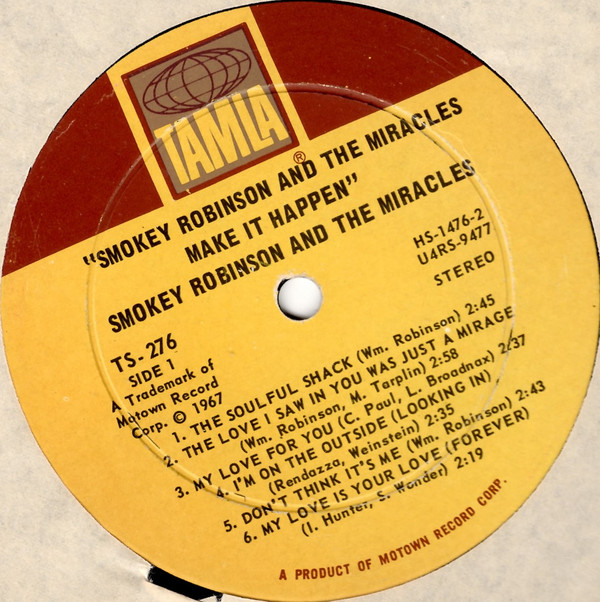 TAMLA
®
"SMOKEY ROBINSON AND THE MIRACLES
MAKE IT HAPPEN"
SMOKEY ROBINSON AND THE MIRACLES
HS-1476-2
U4RS-9477
STEREO
TS-276
SIDE 1
A Trademark of
Motown Record
Corp. © 1967
1. THE SOULFUL SHACK (Wm. Robinson) 2:45
2. THE LOVE I SAW IN YOU WAS JUST A MIRAGE
(Wm. Robinson, M. Tarplin) 2:58
3. MY LOVE FOR YOU (C. Paul, L. Broadnax) 2:37
4. I'M ON THE OUTSIDE (LOOKING IN)
(Rendazza, Weinstein) 2:35
5. DON'T THINK IT'S ME (Wm. Robinson) 2:43
6. MY LOVE IS YOUR LOVE (FOREVER)
(I. Hunter, S. Wonder) 2:19
A PRODUCT OF MOTOWN RECORD CORP.